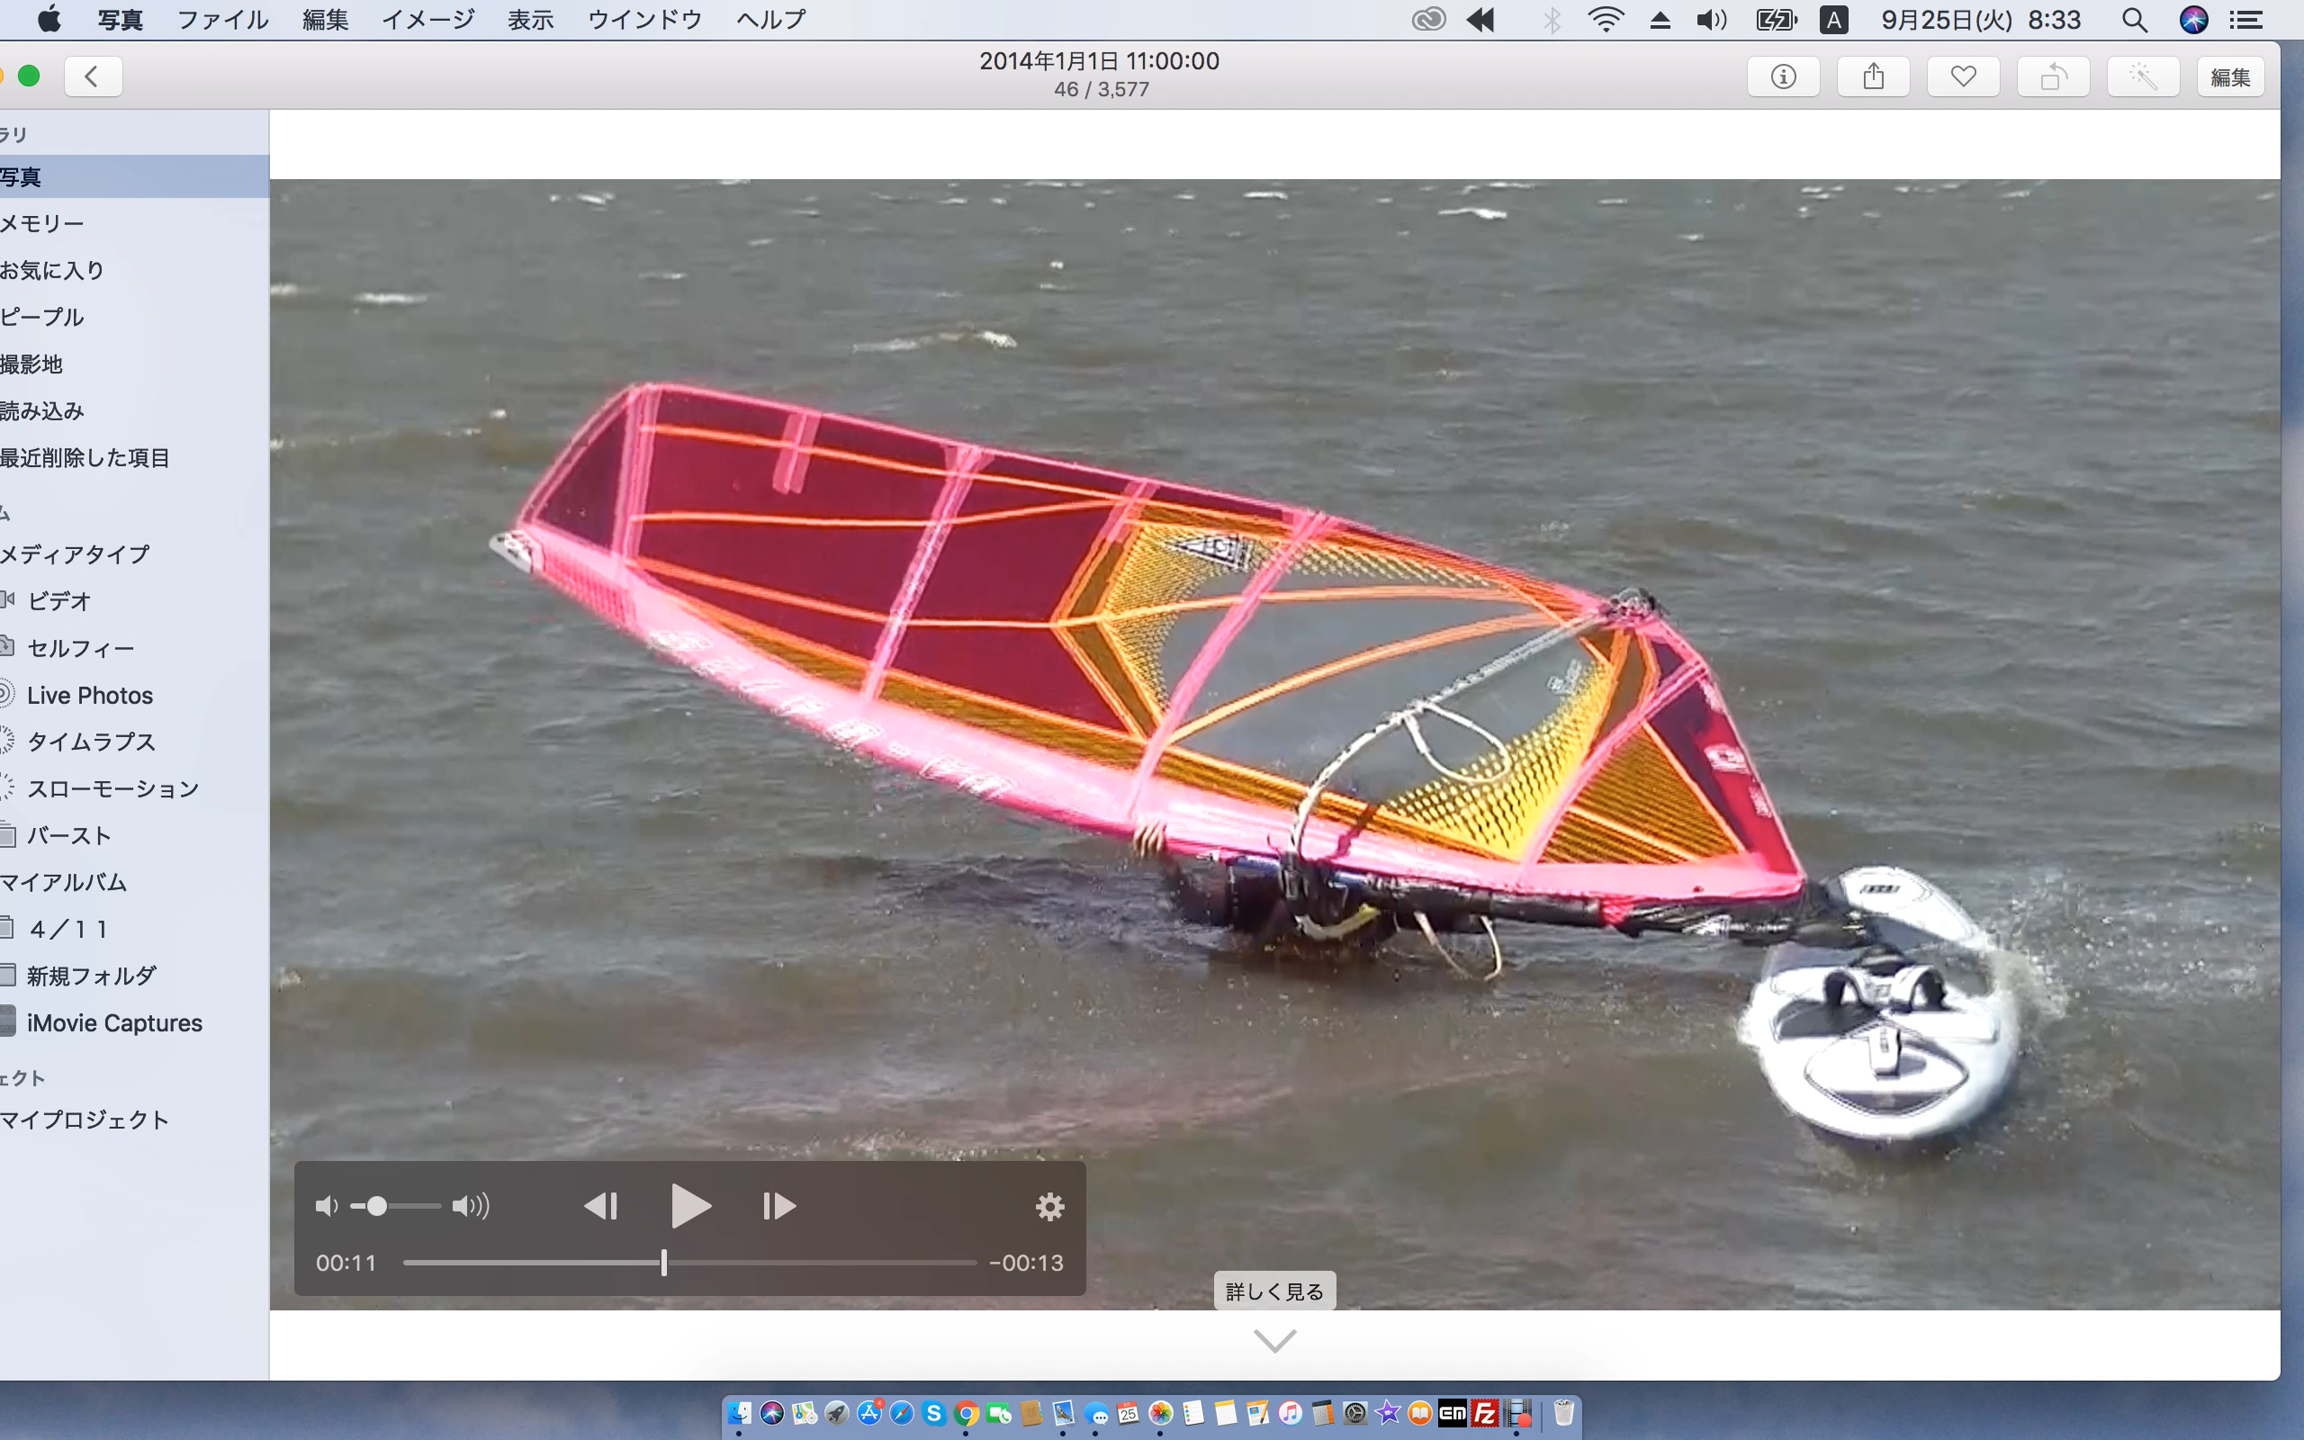 写真 ファイル 編集 イメージ 表示 ウインドウ ヘルプ A 9月25日(火) 8:33
2014年1月1日 11:00:00
46 / 3,577
編集
ラリ
写真
メモリー
お気に入り
ピープル
撮影地
読み込み
最近削除した項目
ム
メディアタイプ
ビデオ
セルフィー
Live Photos
タイムラプス
スローモーション
バースト
マイアルバム
４／１１
新規フォルダ
iMovie Captures
ェクト
マイプロジェクト
00:11
-00:13
詳しく見る
25